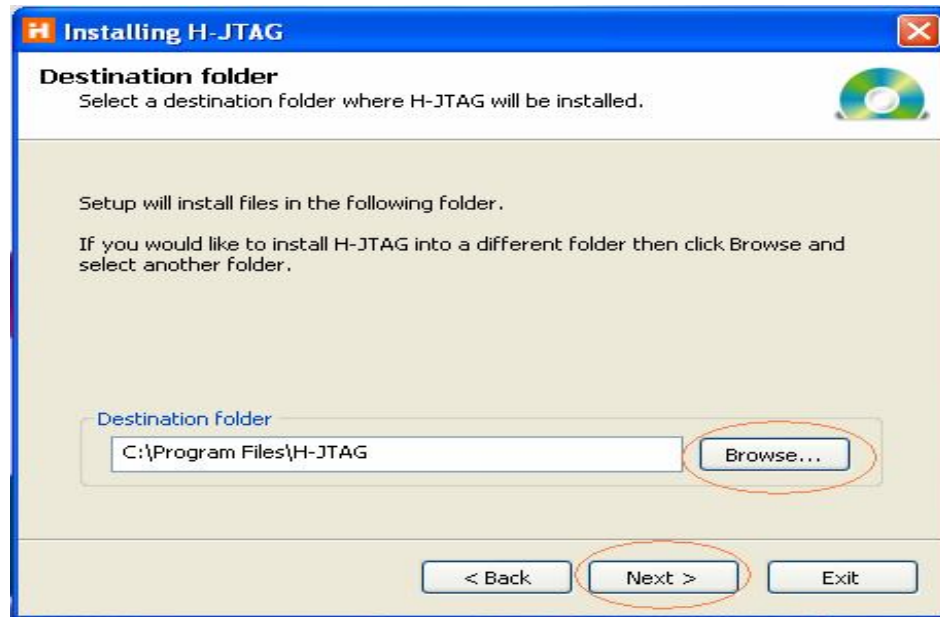 Installing H-JTAG
Destination folder
Select a destination folder where H-JTAG will be installed.
Setup will install files in the following folder.
If you would like to install H-JTAG into a different folder then click Browse and
select another folder.
Destination folder
C:\Program Files\H-JTAG
Browse...
< Back
Next >
Exit